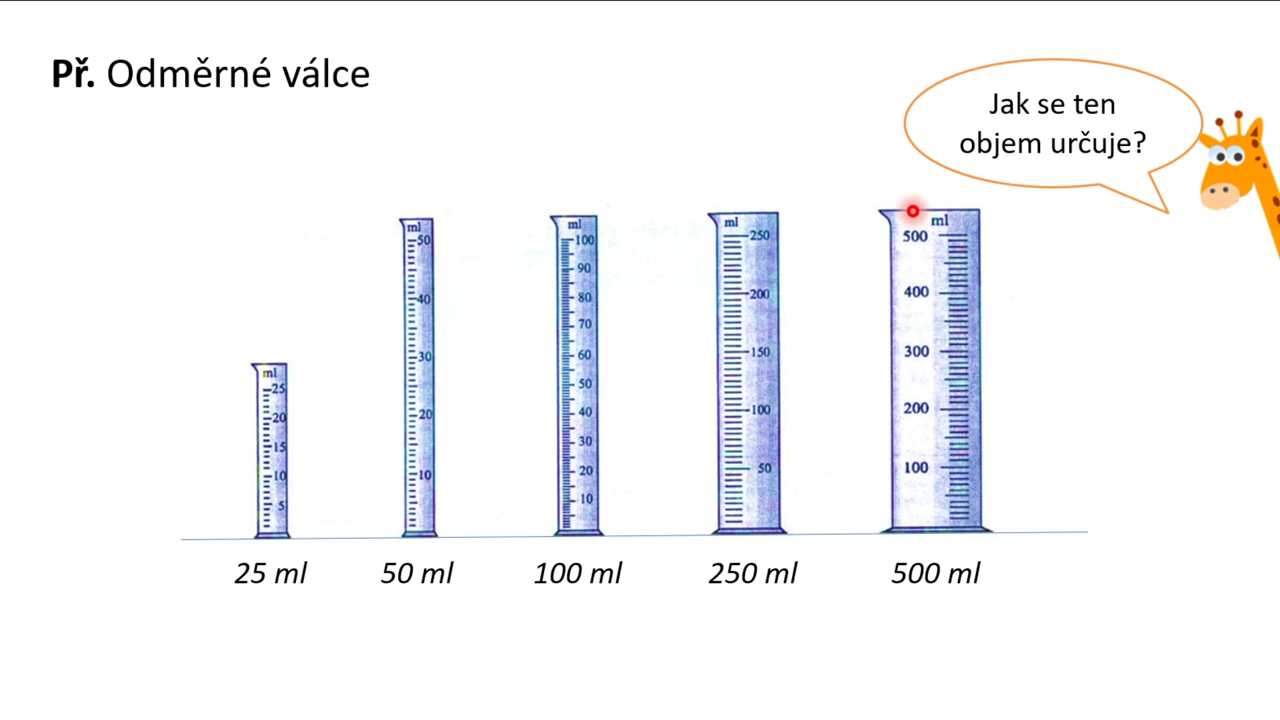 Př. Odměrné válce
Jak se ten
objem určuje?
ml
25
20
15
10
5
ml
50
40
30
20
10
ml
100
90
80
70
60
50
40
30
20
10
ml
250
200
150
100
50
ml
500
400
300
200
100
25 ml
50 ml
100 ml
250 ml
500 ml